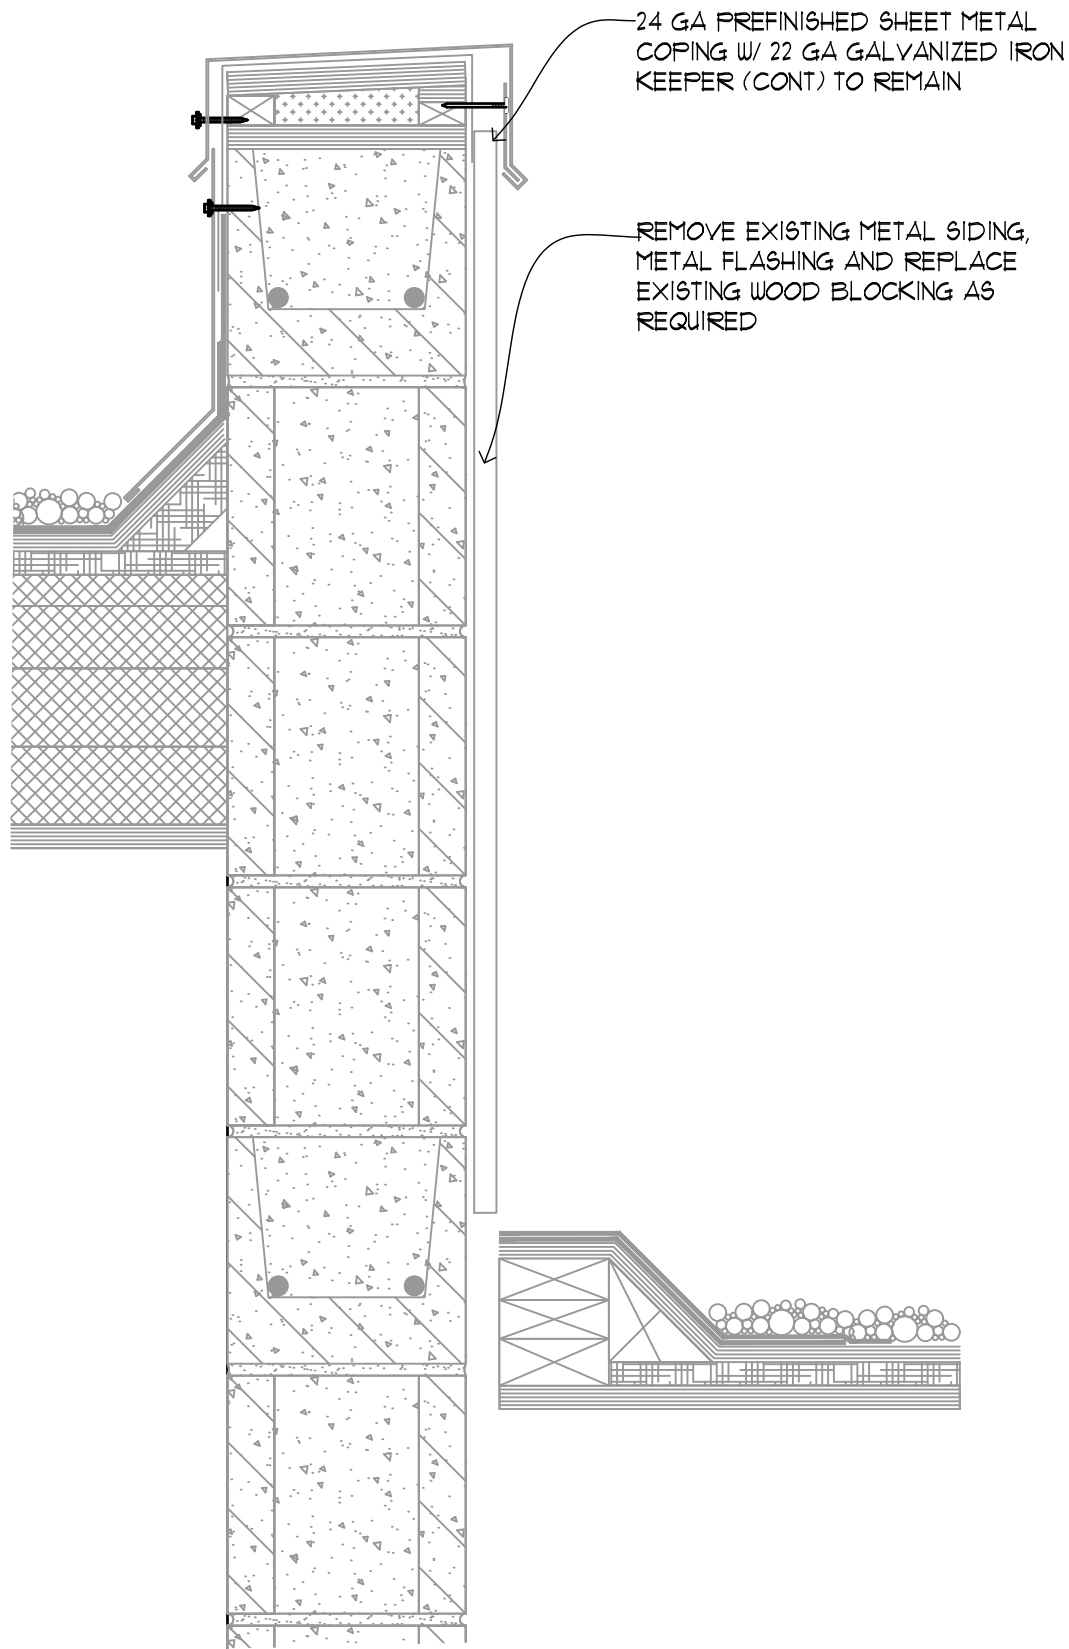 24 GA PREFINISHED SHEET METAL
COPING W/ 22 GA GALVANIZED IRON
KEEPER (CONT) TO REMAIN
REMOVE EXISTING METAL SIDING,
METAL FLASHING AND REPLACE
EXISTING WOOD BLOCKING AS
REQUIRED